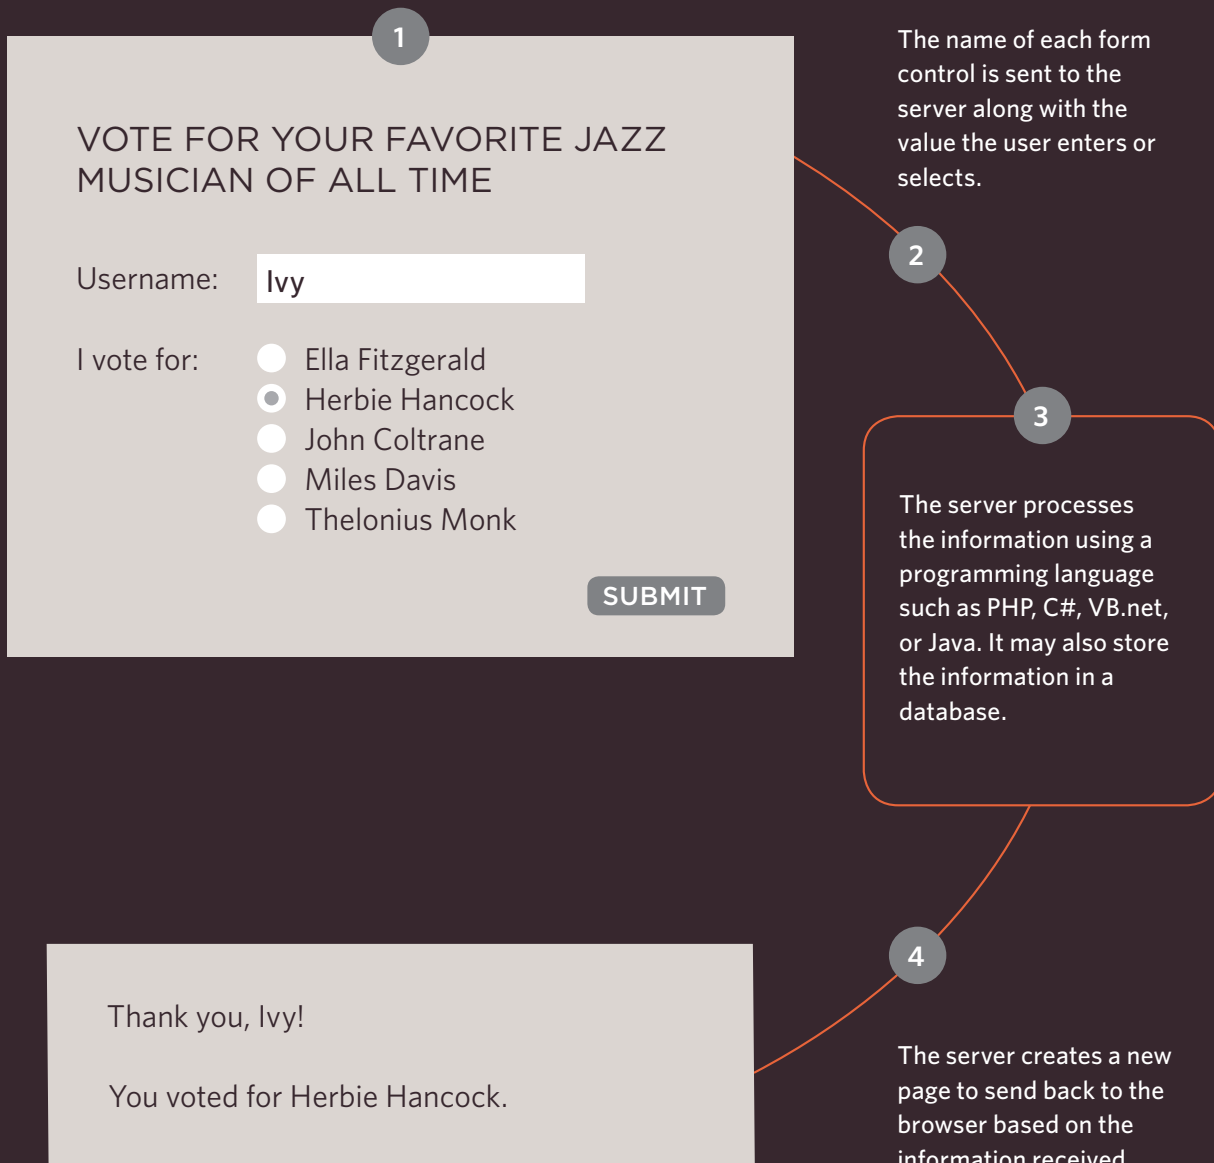 1
VOTE FOR YOUR FAVORITE JAZZ
MUSICIAN OF ALL TIME
Username: Ivy
I vote for: Ella Fitzgerald
Herbie Hancock
John Coltrane
Miles Davis
Thelonius Monk
SUBMIT
The name of each form
control is sent to the
server along with the
value the user enters or
selects.
2
3
The server processes
the information using a
programming language
such as PHP, C#, VB.net,
or Java. It may also store
the information in a
database.
4
The server creates a new
page to send back to the
browser based on the
information received
Thank you, Ivy!
You voted for Herbie Hancock.